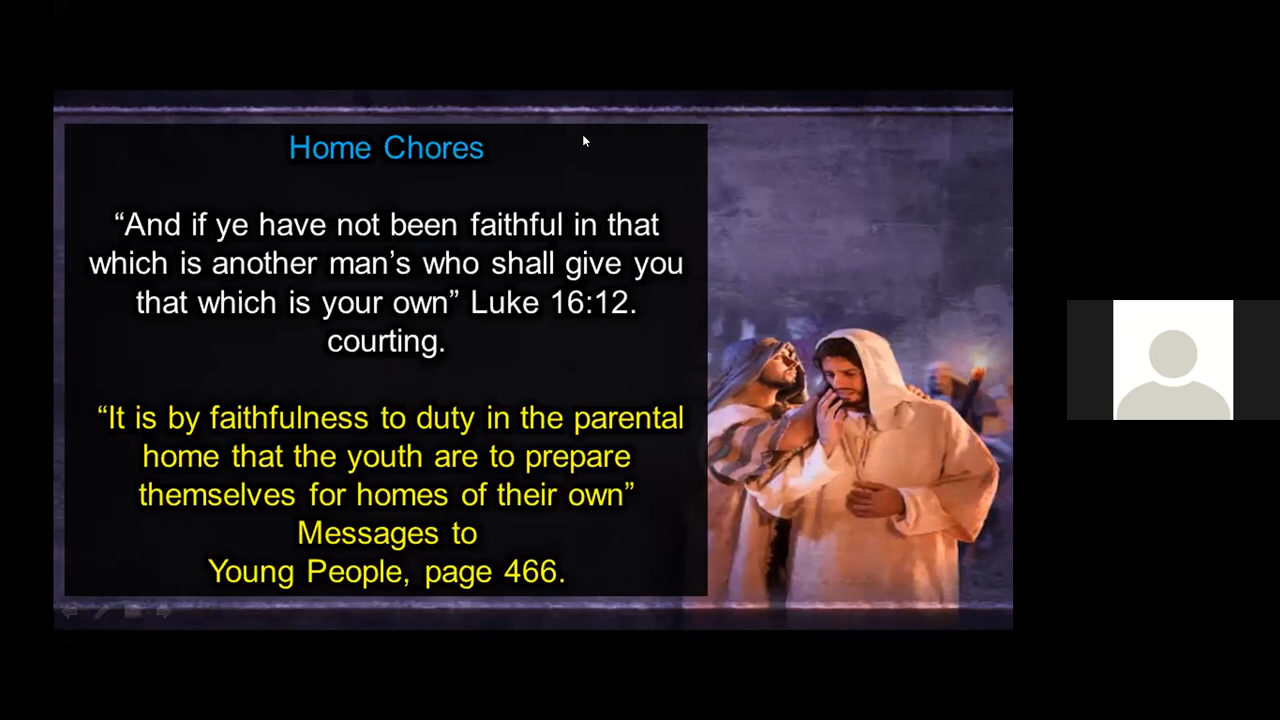 Home Chores
“And if ye have not been faithful in that
which is another man’s who shall give you
that which is your own” Luke 16:12.
courting.
“It is by faithfulness to duty in the parental
home that the youth are to prepare
themselves for homes of their own”
Messages to
Young People, page 466.